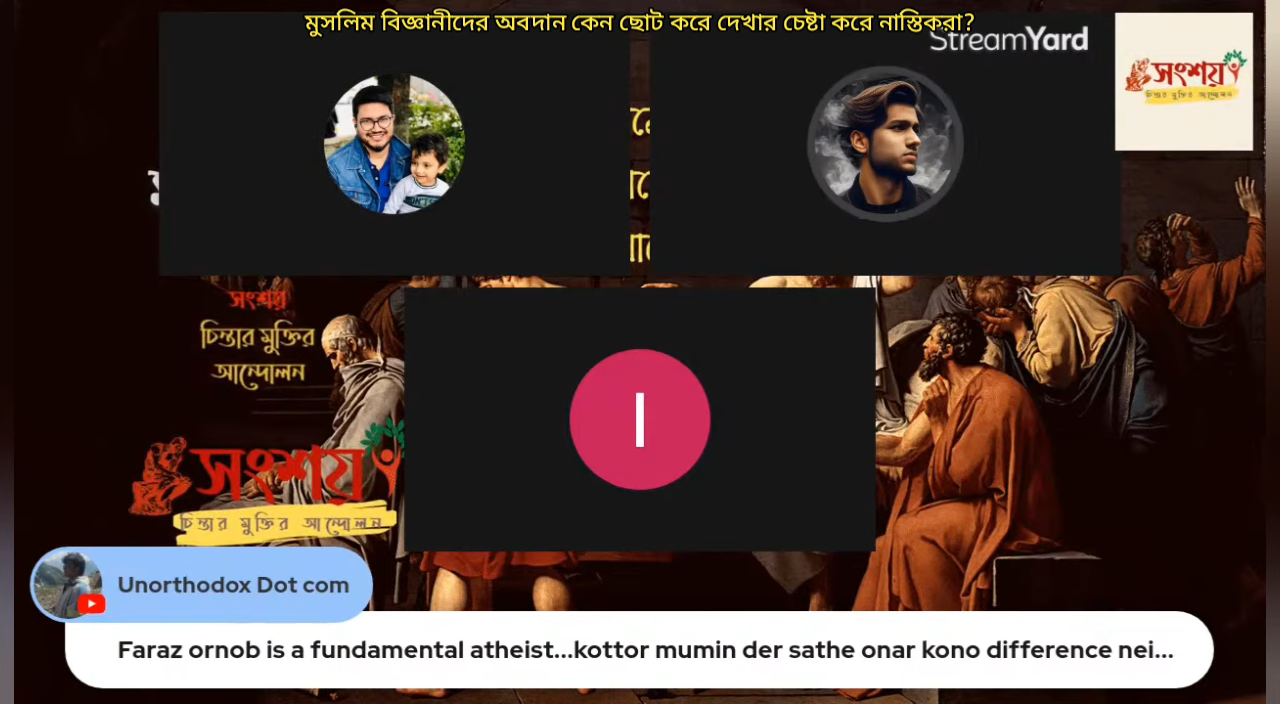 মুসলিম বিজ্ঞানীদের অবদান কেন ছোট করে দেখার চেষ্টা করে নাস্তিকরা?
StreamYard
সংশয়
চিন্তার মুক্তির আন্দোলন
সংশয়
চিন্তার মুক্তির
আন্দোলন
সংশয়
চিন্তার মুক্তির আন্দোলন
I
Unorthodox Dot com
Faraz ornob is a fundamental atheist...kottor mumin der sathe onar kono difference nei...